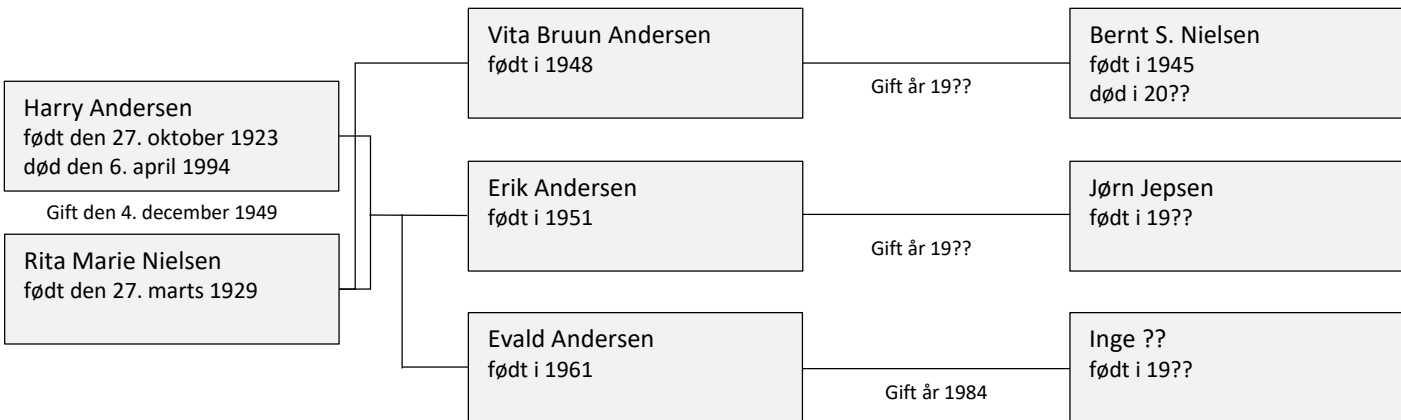 Harry Andersen
født den 27. oktober 1923
død den 6. april 1994
Gift den 4. december 1949
Rita Marie Nielsen
født den 27. marts 1929
Vita Bruun Andersen
født i 1948
Gift år 19??
Bernt S. Nielsen
født i 1945
død i 20??
Erik Andersen
født i 1951
Gift år 19??
Jørn Jepsen
født i 19??
Evald Andersen
født i 1961
Gift år 1984
Inge ??
født i 19??